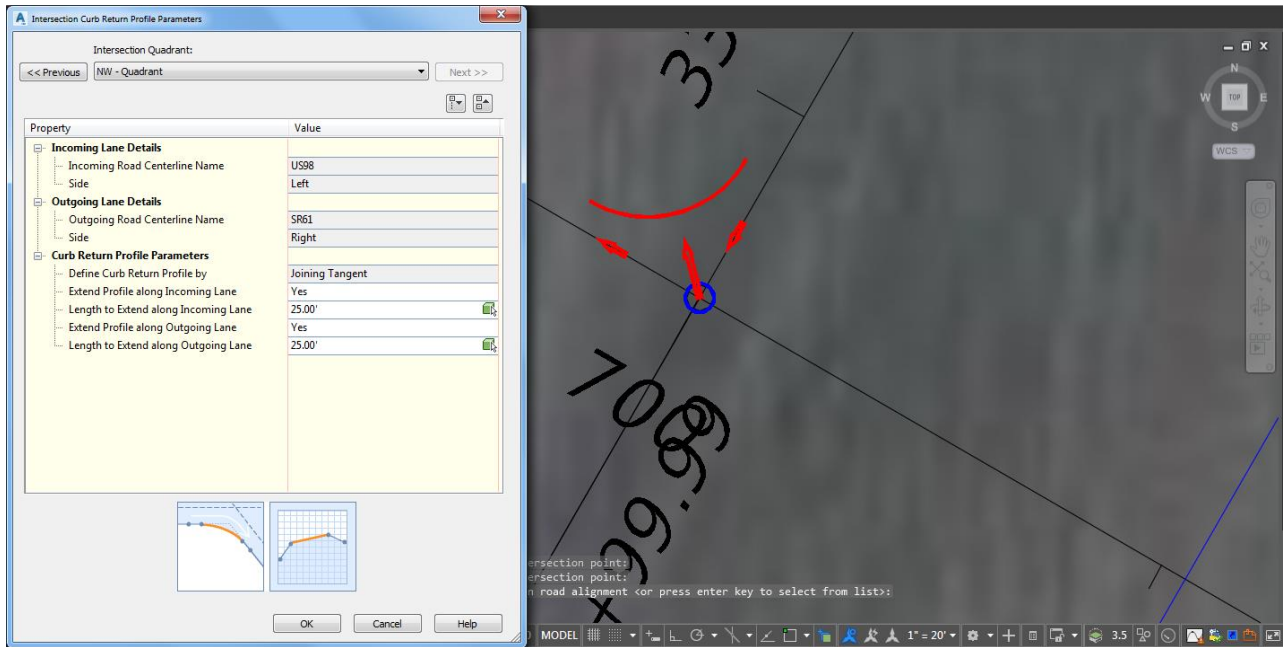 Intersection Curb Return Profile Parameters
Intersection Quadrant:
<< Previous
NW - Quadrant
Next >>
Property Value
Incoming Lane Details
Incoming Road Centerline Name US98
Side Left
Outgoing Lane Details
Outgoing Road Centerline Name SR61
Side Right
Curb Return Profile Parameters
Define Curb Return Profile by Joining Tangent
Extend Profile along Incoming Lane Yes
Length to Extend along Incoming Lane 25.00'
Extend Profile along Outgoing Lane Yes
Length to Extend along Outgoing Lane 25.00'
OK Cancel Help
N
W TOP E
S
WCS
ersection point:
ersection point:
n road alignment <or press enter key to select from list>:
MODEL 1" = 20' 3.5